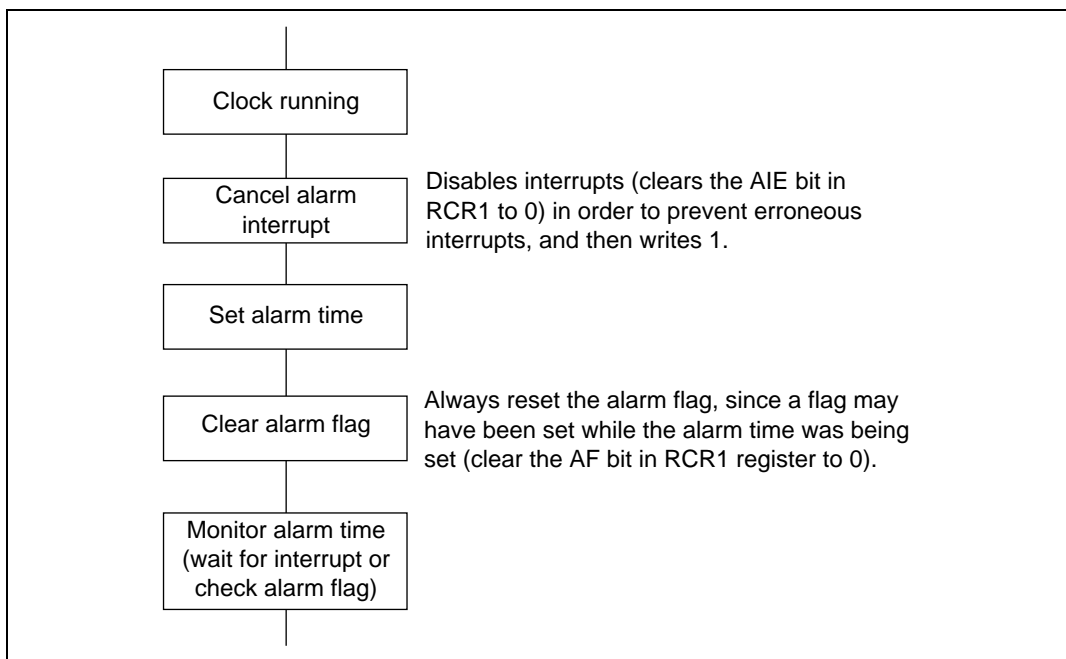 Clock running
Cancel alarm
interrupt
Disables interrupts (clears the AIE bit in
RCR1 to 0) in order to prevent erroneous
interrupts, and then writes 1.
Set alarm time
Clear alarm flag
Always reset the alarm flag, since a flag may
have been set while the alarm time was being
set (clear the AF bit in RCR1 register to 0).
Monitor alarm time
(wait for interrupt or
check alarm flag)